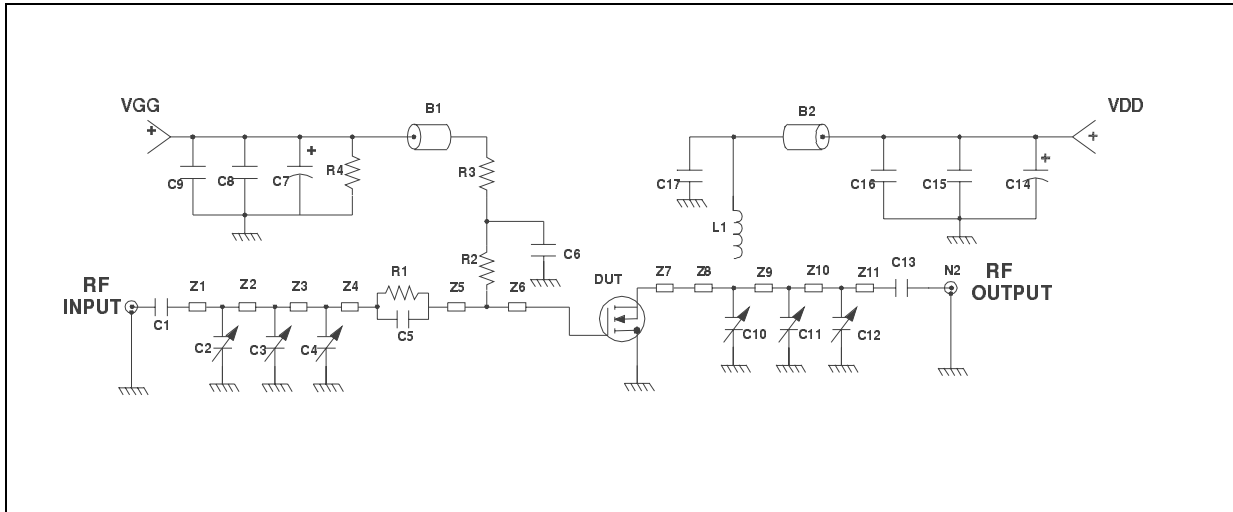 VGG
B1
B2
VDD
+
+
+
+
C9
C8
C7
R4
R3
C17
C16
C15
C14
L1
R2
C6
DUT
RF
INPUT
C1
Z1
Z2
Z3
Z4
R1
C5
Z5
Z6
Z7
Z8
Z9
Z10
Z11
C13
N2
RF
OUTPUT
C2
C3
C4
C10
C11
C12